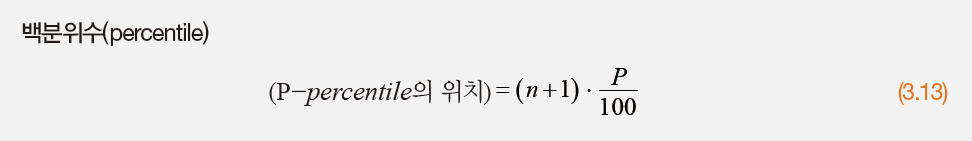 백분위수(percentile)
(P−percentile의 위치) = (n+1) · P/100 (3.13)